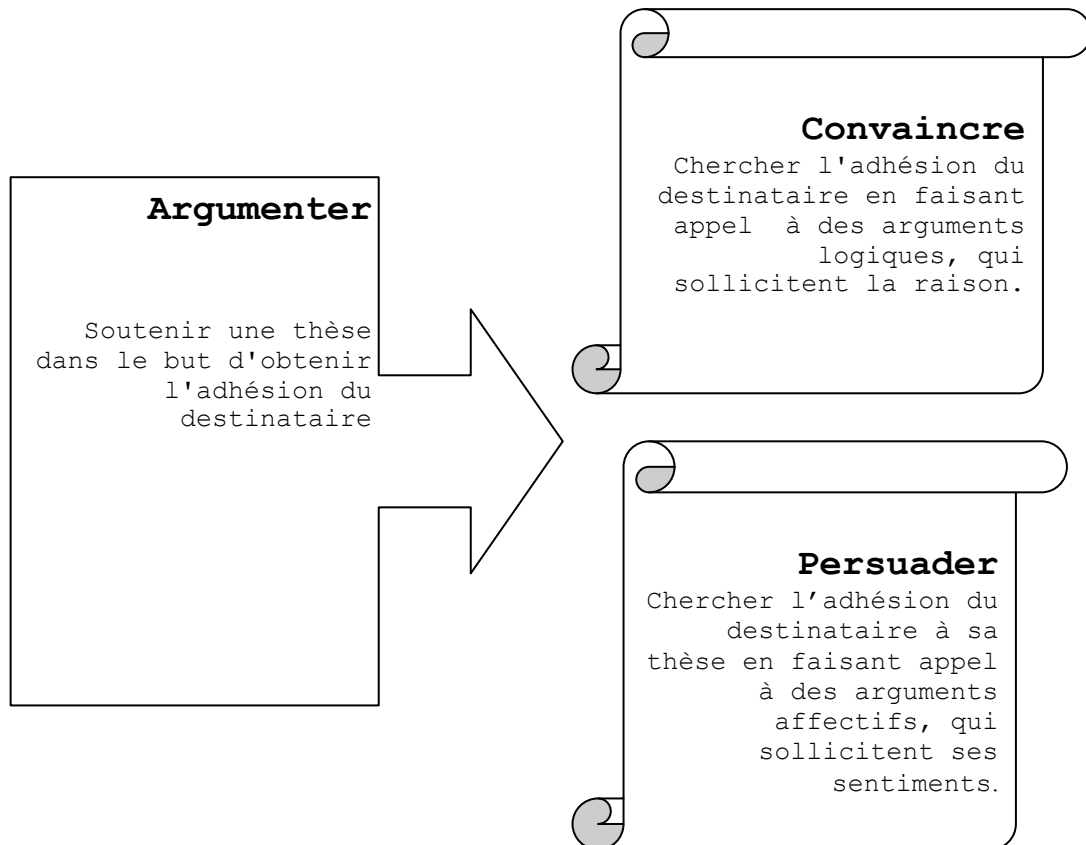 Argumenter
Soutenir une thèse
dans le but d'obtenir
l'adhésion du
destinataire
Convaincre
Chercher l'adhésion du
destinataire en faisant
appel  à des arguments
logiques, qui
sollicitent la raison.
Persuader
Chercher l’adhésion du
destinataire à sa
thèse en faisant appel
à des arguments
affectifs, qui
sollicitent ses
sentiments.